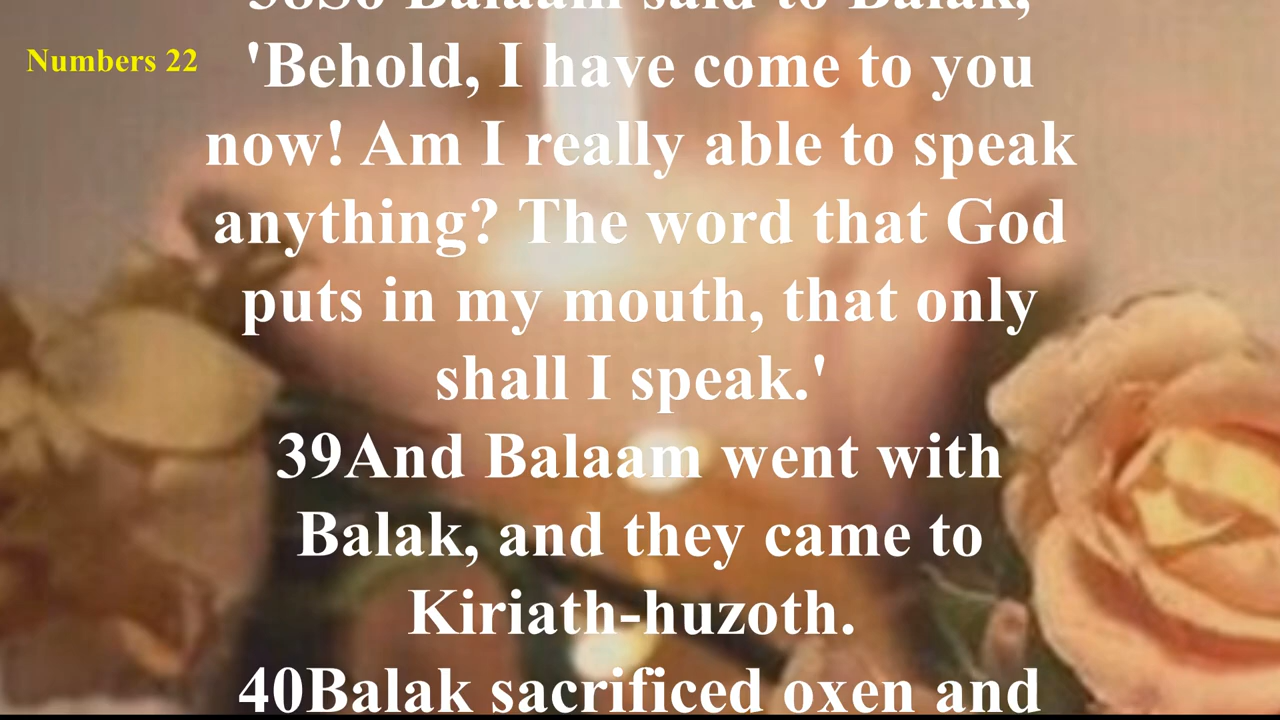 38So Balaam said to Balak,
Numbers 22
'Behold, I have come to you
now! Am I really able to speak
anything? The word that God
puts in my mouth, that only
shall I speak.'
39And Balaam went with
Balak, and they came to
Kiriath-huzoth.
40Balak sacrificed oxen and